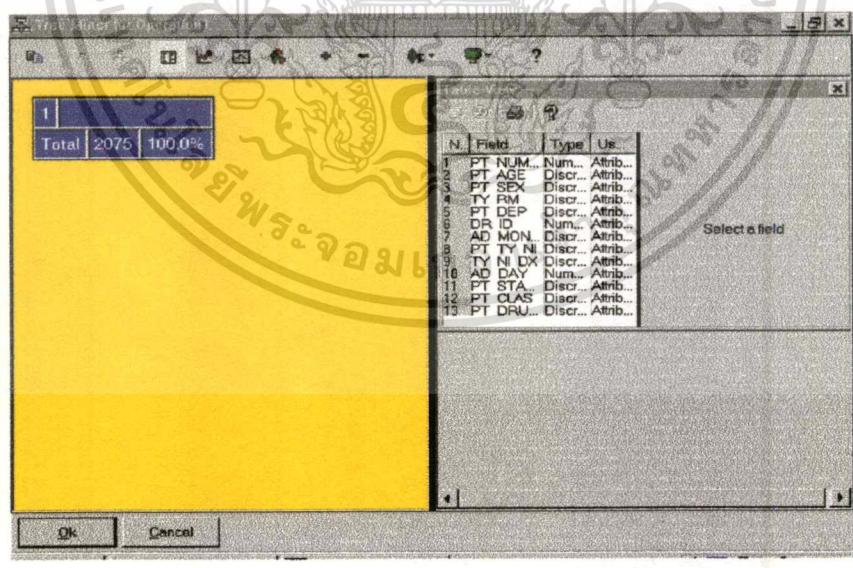 ?
Table View
1
Total 2075 100.0%
N. Field Type Us.
1 PT NUM... Num... Attrib...
2 PT AGE Discr... Attrib...
3 PT SEX Discr... Attrib...
4 TY RM Discr... Attrib...
5 PT DEP Discr... Attrib...
6 DR ID Num... Attrib...
7 AD MON... Discr... Attrib...
8 PT TY NI Discr... Attrib...
9 TY NI DX Discr... Attrib...
10 AD DAY Num... Attrib...
11 PT STA... Discr... Attrib...
12 PT CLAS Discr... Attrib...
13 PT DRU... Discr... Attrib...
Select a field
Ok Cancel